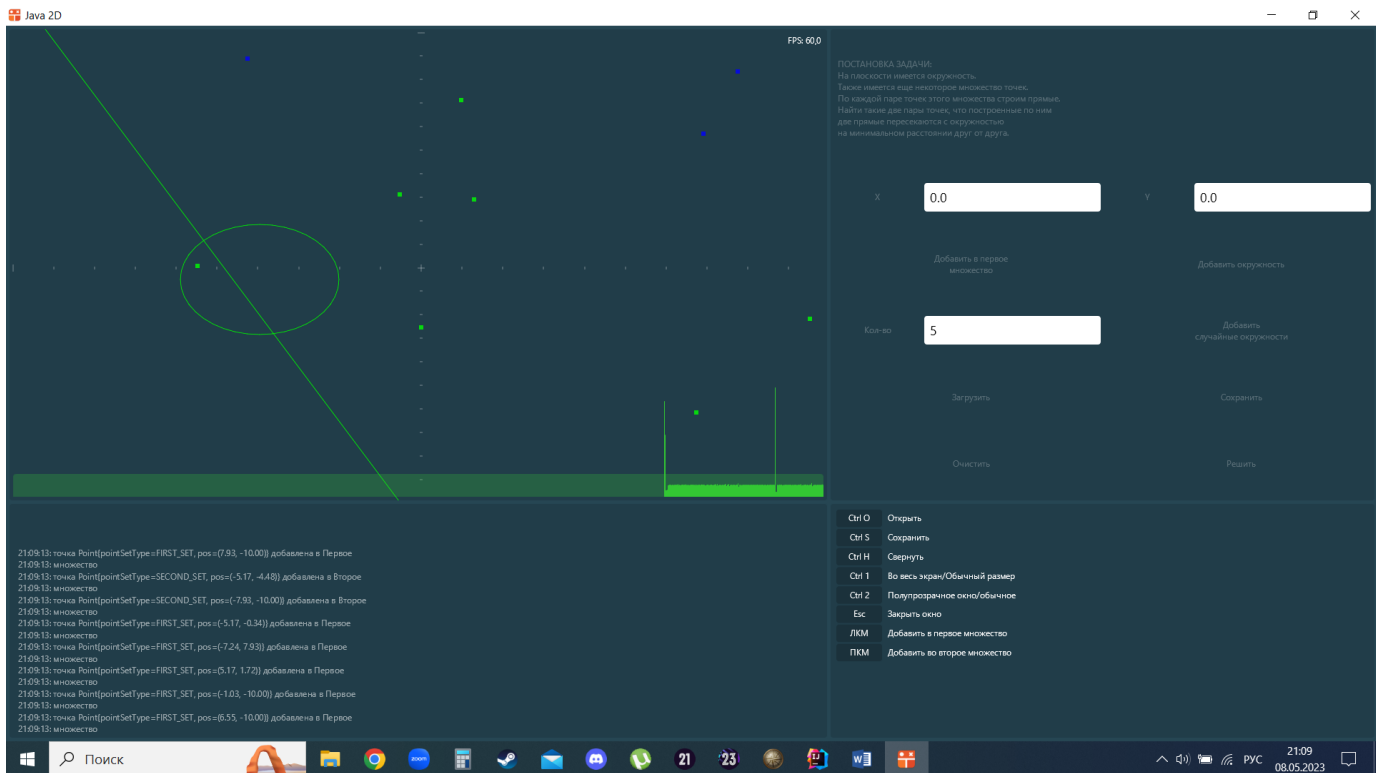 Java 2D
FPS: 60,0
ПОСТАНОВКА ЗАДАЧИ:
На плоскости имеется окружность.
Также имеется еще некоторое множество точек.
По каждой паре точек этого множества строим прямые.
Найти такие две пары точек, что построенные по ним
две прямые пересекаются с окружностью
на минимальном расстоянии друг от друга.
X
0.0
Y
0.0
Добавить в первое
множество
Добавить окружность
Кол-во
5
Добавить
случайные окружности
Загрузить
Сохранить
Очистить
Решить
21:09:13: точка Point{pointSetType=FIRST_SET, pos=(7.93, -10.00)} добавлена в Первое
21:09:13: множество
21:09:13: точка Point{pointSetType=SECOND_SET, pos=(-5.17, -4.48)} добавлена в Второе
21:09:13: множество
21:09:13: точка Point{pointSetType=SECOND_SET, pos=(-7.93, -10.00)} добавлена в Второе
21:09:13: множество
21:09:13: точка Point{pointSetType=FIRST_SET, pos=(-5.17, -0.34)} добавлена в Первое
21:09:13: множество
21:09:13: точка Point{pointSetType=FIRST_SET, pos=(-7.24, 7.93)} добавлена в Первое
21:09:13: множество
21:09:13: точка Point{pointSetType=FIRST_SET, pos=(5.17, 1.72)} добавлена в Первое
21:09:13: множество
21:09:13: точка Point{pointSetType=FIRST_SET, pos=(-1.03, -10.00)} добавлена в Первое
21:09:13: множество
21:09:13: точка Point{pointSetType=FIRST_SET, pos=(6.55, -10.00)} добавлена в Первое
21:09:13: множество
Ctrl O Открыть
Ctrl S Сохранить
Ctrl H Свернуть
Ctrl 1 Во весь экран/Обычный размер
Ctrl 2 Полупрозрачное окно/обычное
Esc Закрыть окно
ЛКМ Добавить в первое множество
ПКМ Добавить во второе множество
Поиск
zoom
21
23
РУС
21:09
08.05.2023